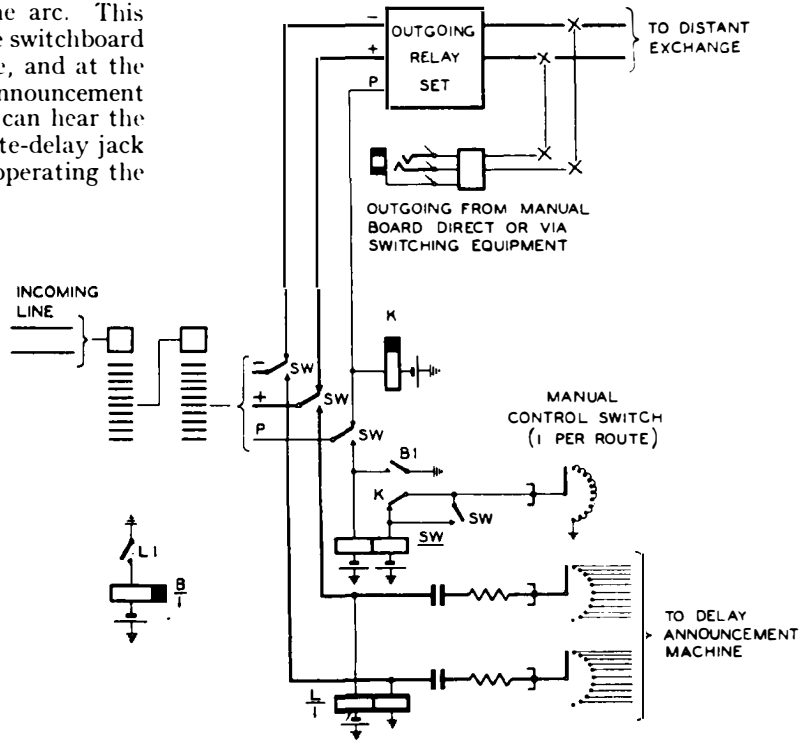 ne arc. This
e switchboard
e, and at the
nnouncement
can hear the
te-delay jack
operating the
−
+
P
OUTGOING
RELAY
SET
TO DISTANT
EXCHANGE
OUTGOING FROM MANUAL
BOARD DIRECT OR VIA
SWITCHING EQUIPMENT
INCOMING
LINE
K
−
SW
+
SW
P
SW
MANUAL
CONTROL SWITCH
(1 PER ROUTE)
B1
K
SW
SW
L1
B
1
TO DELAY
ANNOUNCEMENT
MACHINE
L
1